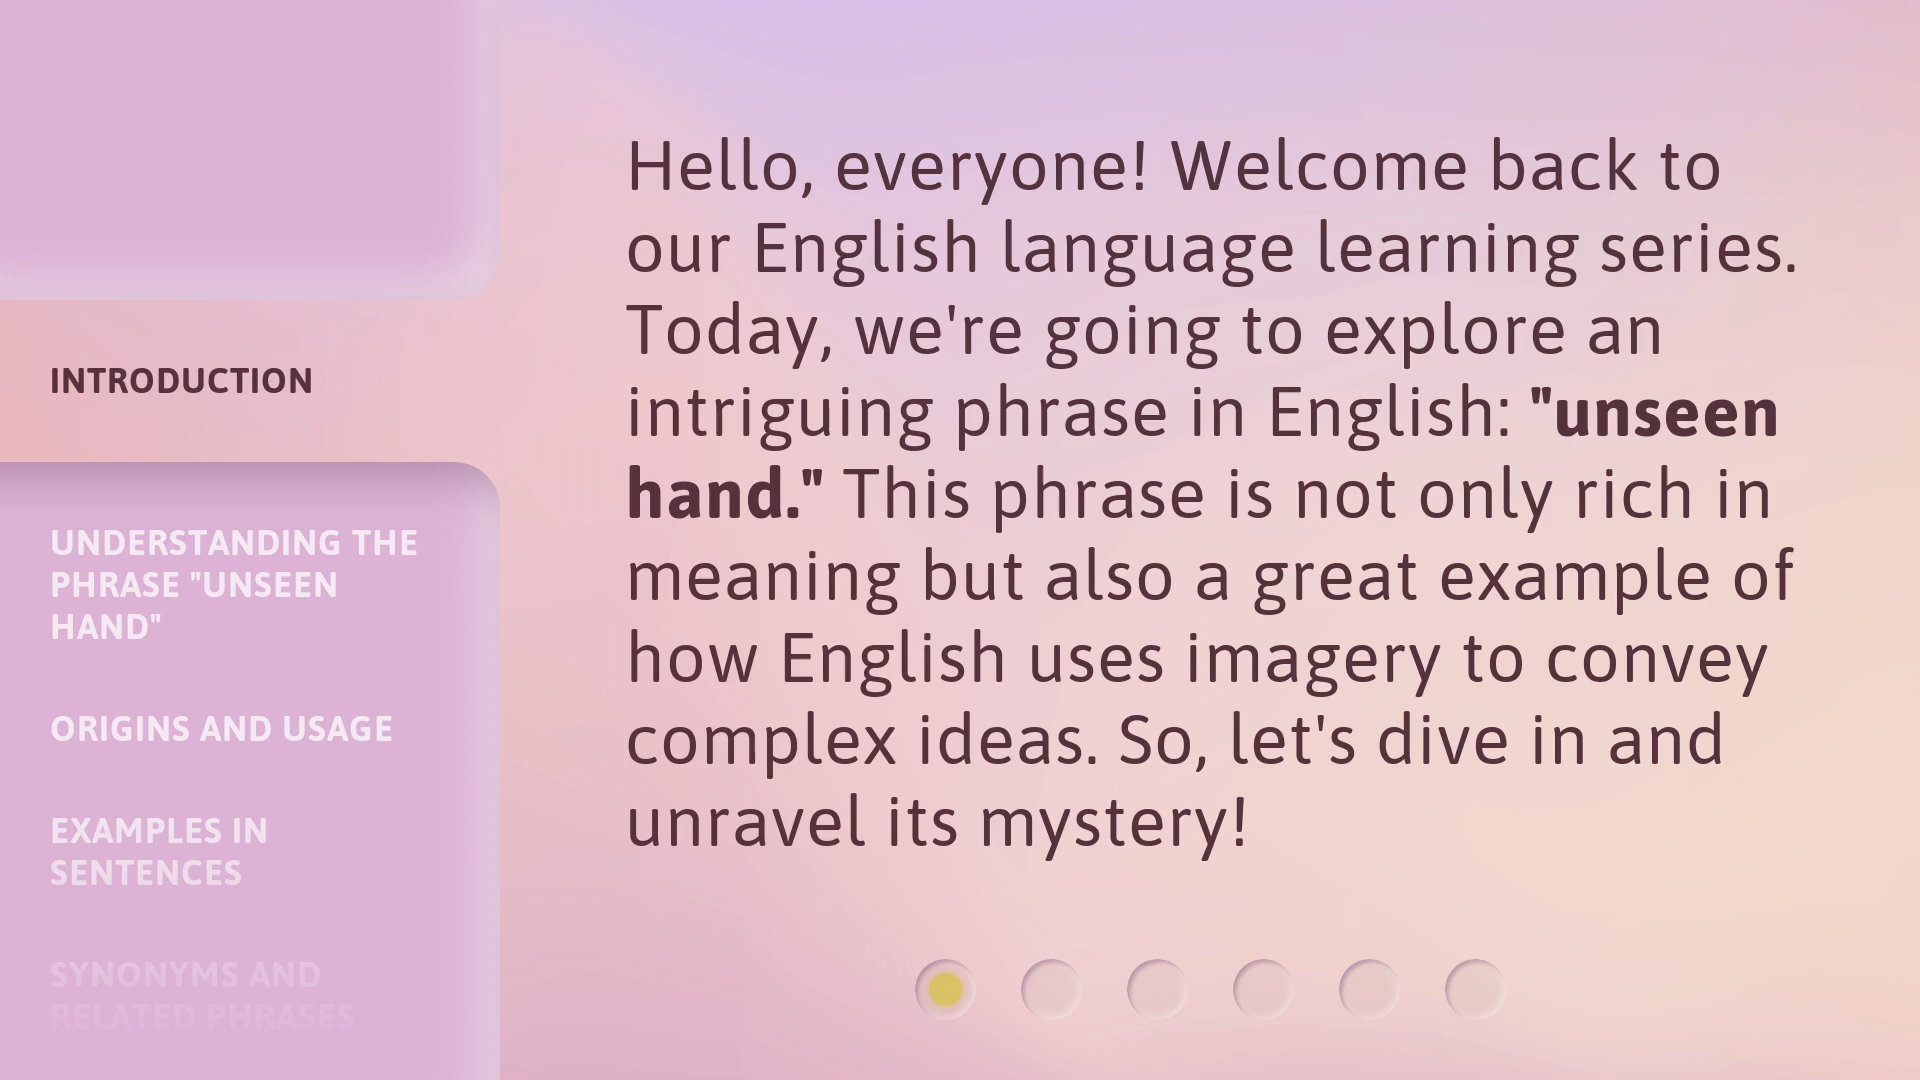 INTRODUCTION
UNDERSTANDING THE
PHRASE "UNSEEN
HAND"
ORIGINS AND USAGE
EXAMPLES IN
SENTENCES
SYNONYMS AND
RELATED PHRASES
Hello, everyone! Welcome back to
our English language learning series.
Today, we're going to explore an
intriguing phrase in English: "unseen
hand." This phrase is not only rich in
meaning but also a great example of
how English uses imagery to convey
complex ideas. So, let's dive in and
unravel its mystery!